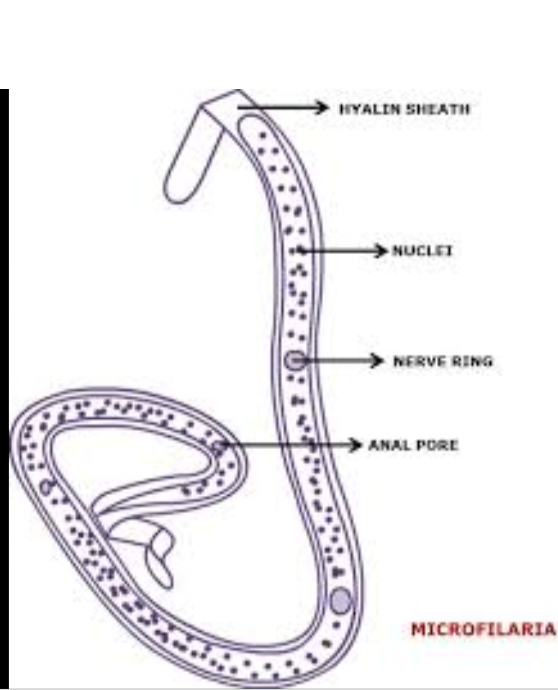 HYALIN SHEATH
NUCLEI
NERVE RING
ANAL PORE
MICROFILARIA